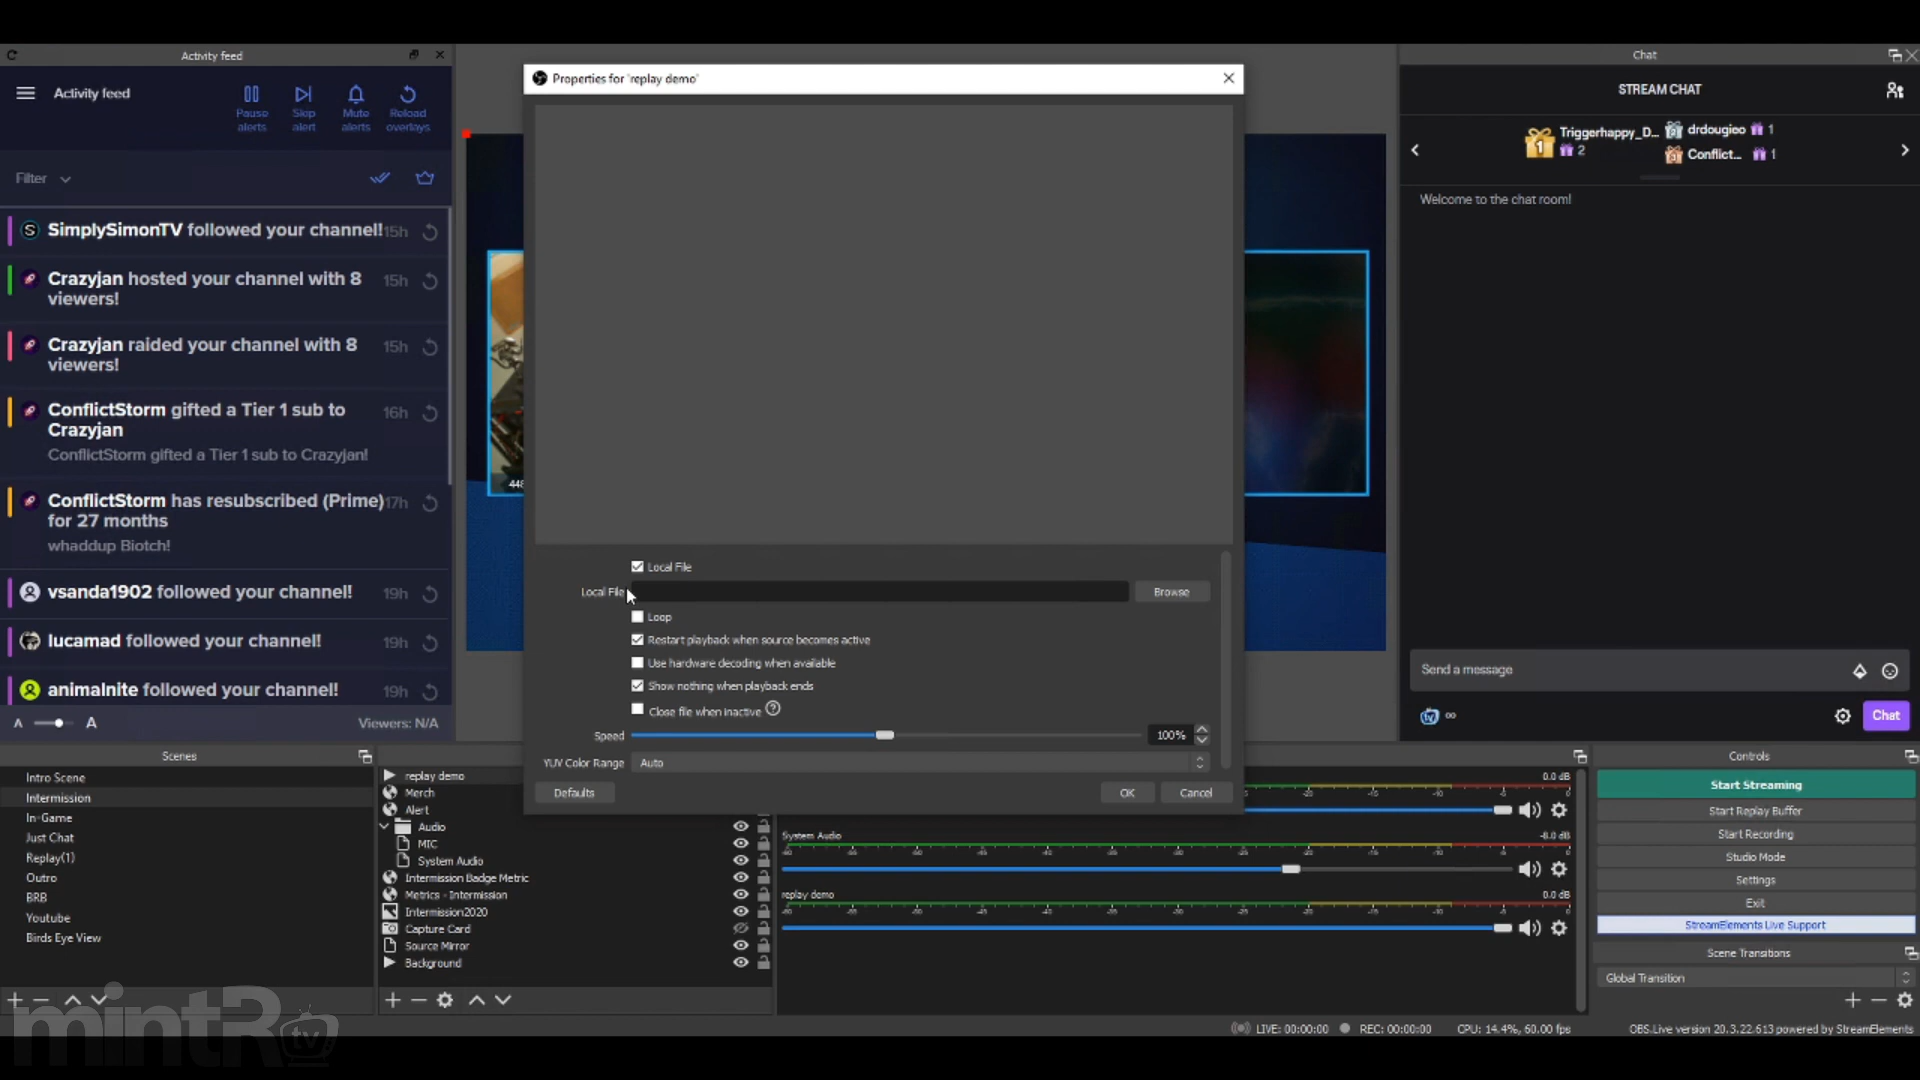 Activity feed
Activity feed
Pause alerts
Skip alert
Mute alerts
Reload overlays
Filter
SimplySimonTV followed your channel! 15h
Crazyjan hosted your channel with 8 15h
viewers!
Crazyjan raided your channel with 8 15h
viewers!
ConflictStorm gifted a Tier 1 sub to 16h
Crazyjan
ConflictStorm gifted a Tier 1 sub to Crazyjan!
ConflictStorm has resubscribed (Prime) 17h
for 27 months
whaddup Biotch!
vsanda1902 followed your channel! 19h
lucamad followed your channel! 19h
animalnite followed your channel! 19h
A A Viewers: N/A
Properties for 'replay demo'
448
Local File
Local File Browse
Loop
Restart playback when source becomes active
Use hardware decoding when available
Show nothing when playback ends
Close file when inactive ?
Speed 100%
YUV Color Range Auto
Defaults OK Cancel
Chat
STREAM CHAT
1 Triggerhappy_D... 2
drdougieo 1
Conflict... 1
Welcome to the chat room!
Send a message
∞ Chat
Scenes
Intro Scene
Intermission
In-Game
Just Chat
Replay(1)
Outro
BRB
Youtube
Birds Eye View
replay demo
Merch
Alert
Audio
MIC
System Audio
Intermission Badge Metric
Metrics - Intermission
Intermission2020
Capture Card
Source Mirror
Background
0.0 dB
System Audio -8.0 dB
replay demo 0.0 dB
Controls
Start Streaming
Start Replay Buffer
Start Recording
Studio Mode
Settings
Exit
StreamElements Live Support
Scene Transitions
Global Transition
LIVE: 00:00:00 REC: 00:00:00 CPU: 14.4%, 60.00 fps OBS.Live version 20.3.22.613 powered by StreamElements
mintR tv